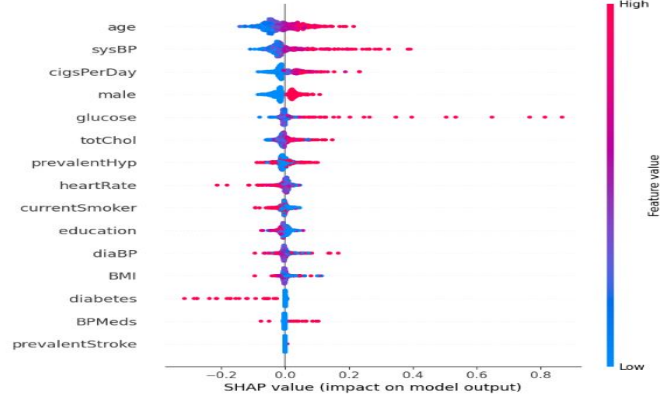 High
age
sysBP
cigsPerDay
male
glucose
totChol
prevalentHyp
heartRate
currentSmoker
education
diaBP
BMI
diabetes
BPMeds
prevalentStroke
Feature value
Low
−0.2 0.0 0.2 0.4 0.6 0.8
SHAP value (impact on model output)